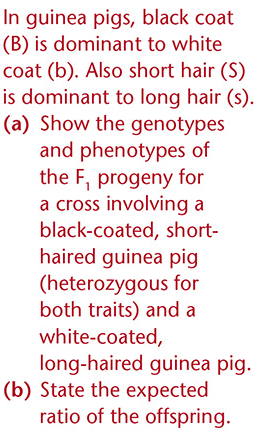 In guinea pigs, black coat
(B) is dominant to white
coat (b). Also short hair (S)
is dominant to long hair (s).
(a) Show the genotypes
and phenotypes of
the F₁ progeny for
a cross involving a
black-coated, short-
haired guinea pig
(heterozygous for
both traits) and a
white-coated,
long-haired guinea pig.
(b) State the expected
ratio of the offspring.